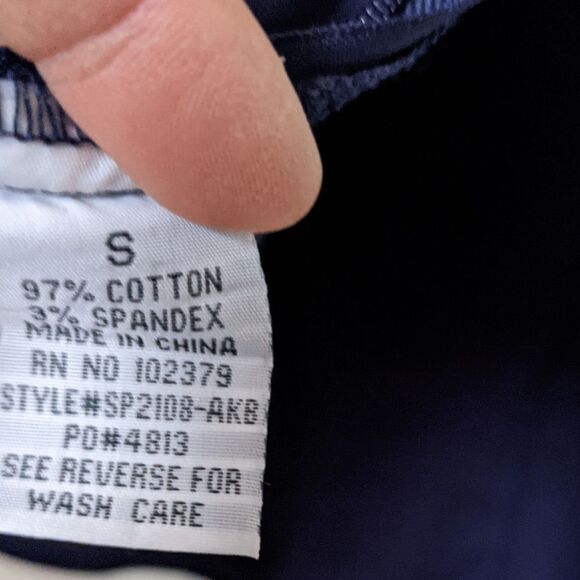 S
97% COTTON
3% SPANDEX
MADE IN CHINA
RN NO 102379
STYLE#SP2108-AKB
PO#4813
SEE REVERSE FOR
WASH CARE